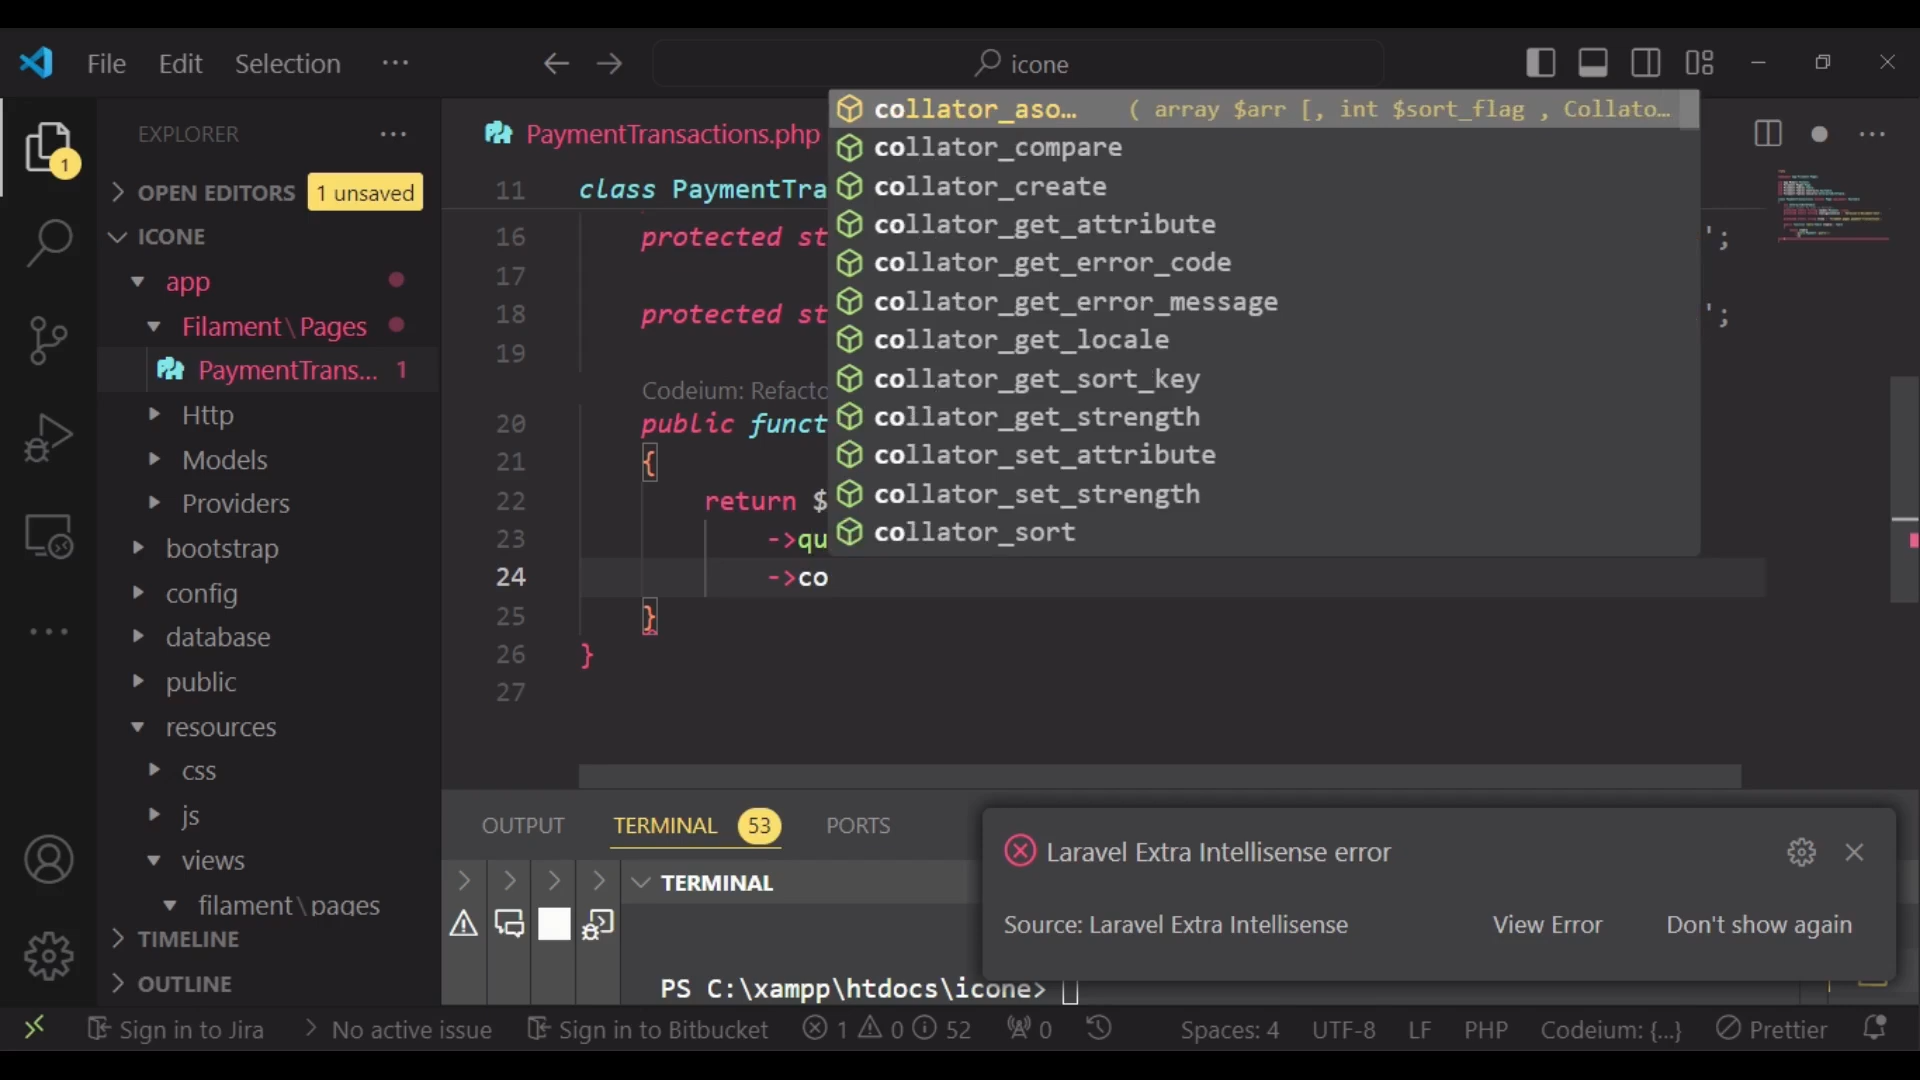 File Edit Selection ··· icone
EXPLORER ···
OPEN EDITORS 1 unsaved
ICONE
app
Filament\Pages
PaymentTrans... 1
Http
Models
Providers
bootstrap
config
database
public
resources
css
js
views
filament\pages
TIMELINE
OUTLINE
1
PaymentTransactions.php
11 class PaymentTra
16 protected st ';
17
18 protected st ';
19
Codeium: Refacto
20 public funct
21 {
22 return $
23 ->qu
24 ->co
25 }
26 }
27
collator_aso... ( array $arr [, int $sort_flag , Collato...
collator_compare
collator_create
collator_get_attribute
collator_get_error_code
collator_get_error_message
collator_get_locale
collator_get_sort_key
collator_get_strength
collator_set_attribute
collator_set_strength
collator_sort
OUTPUT TERMINAL 53 PORTS
TERMINAL
PS C:\xampp\htdocs\icone>
Laravel Extra Intellisense error
Source: Laravel Extra Intellisense View Error Don't show again
Sign in to Jira No active issue Sign in to Bitbucket 1 0 52 0 Spaces: 4 UTF-8 LF PHP Codeium: {...} Prettier